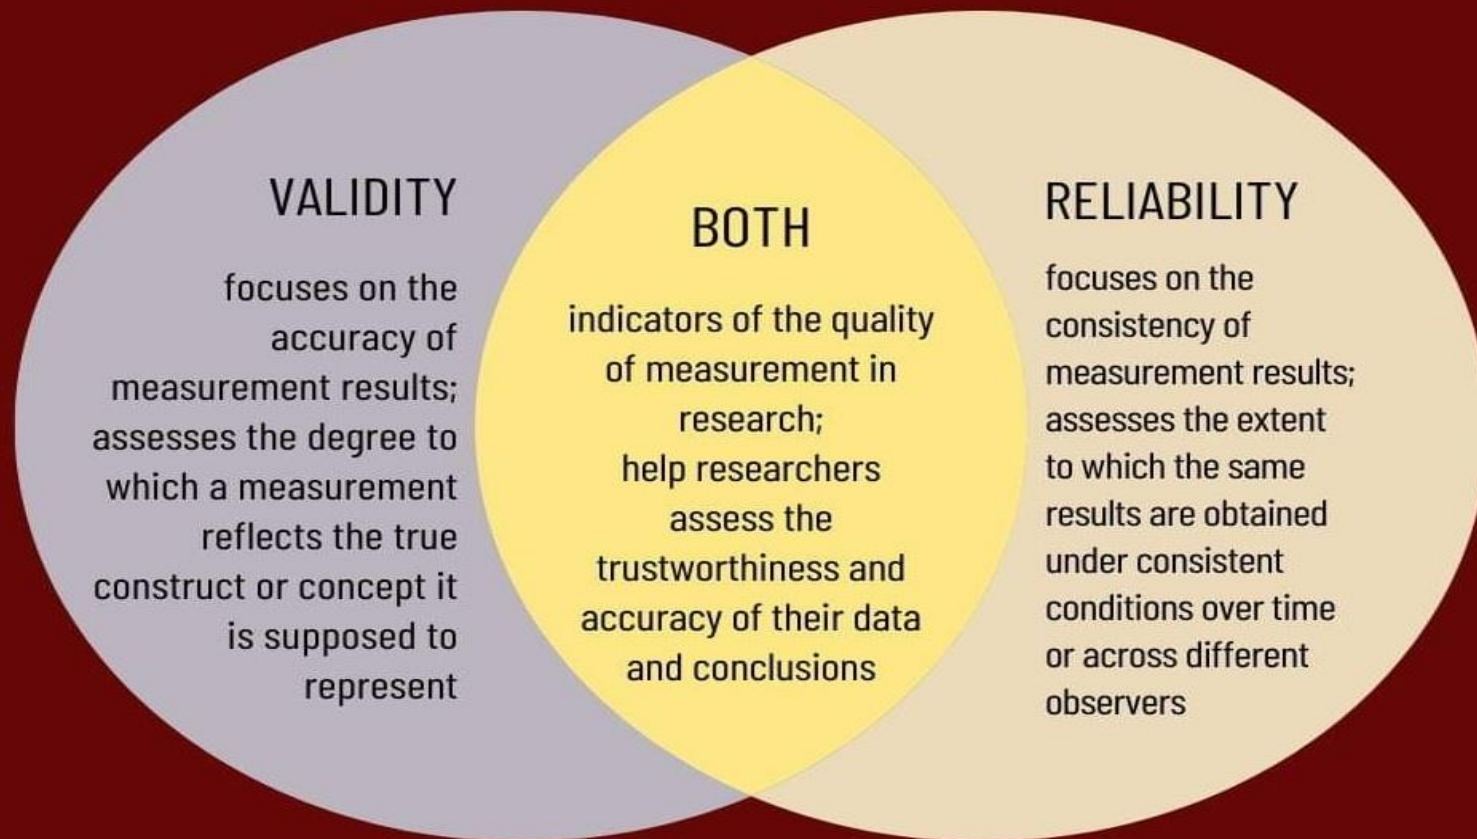 VALIDITY
focuses on the
accuracy of
measurement results;
assesses the degree to
which a measurement
reflects the true
construct or concept it
is supposed to
represent
BOTH
indicators of the quality
of measurement in
research;
help researchers
assess the
trustworthiness and
accuracy of their data
and conclusions
RELIABILITY
focuses on the
consistency of
measurement results;
assesses the extent
to which the same
results are obtained
under consistent
conditions over time
or across different
observers